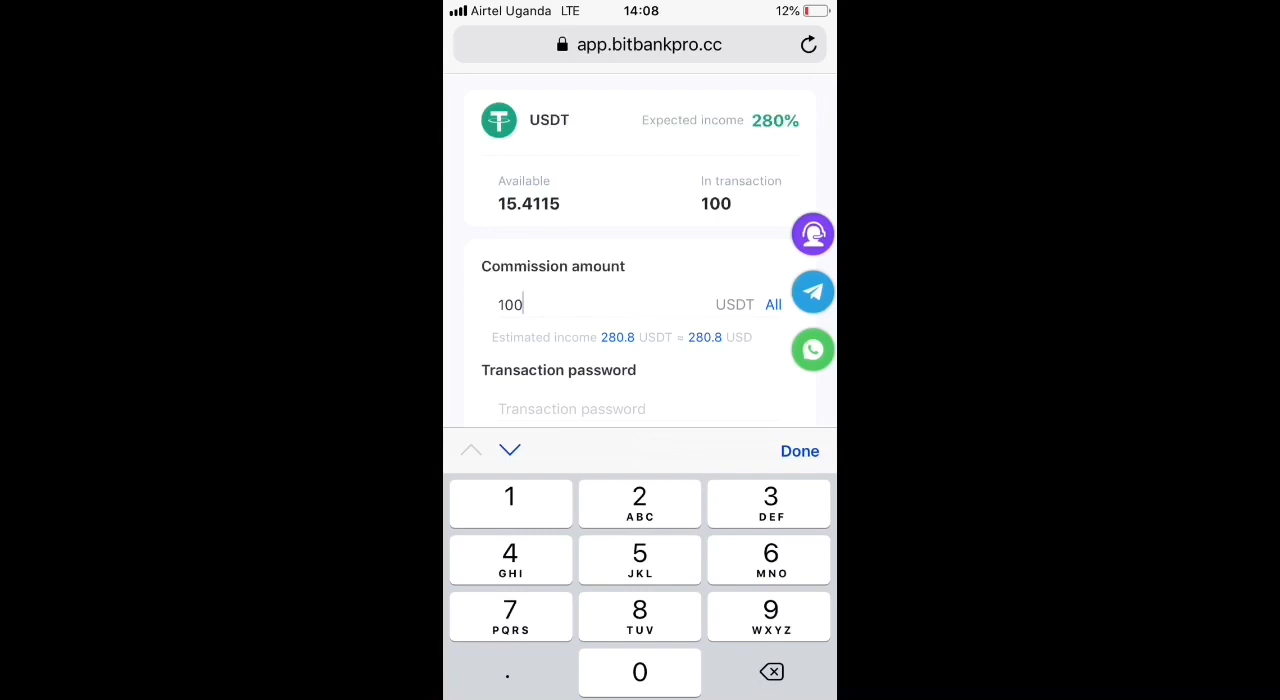 Airtel Uganda LTE 14:08 12%
app.bitbankpro.cc
USDT Expected income 280%
Available In transaction
15.4115 100
Commission amount
100 USDT All
Estimated income 280.8 USDT ≈ 280.8 USD
Transaction password
Transaction password
Done
1 2 3
ABC DEF
4 5 6
GHI JKL MNO
7 8 9
PQRS TUV WXYZ
. 0